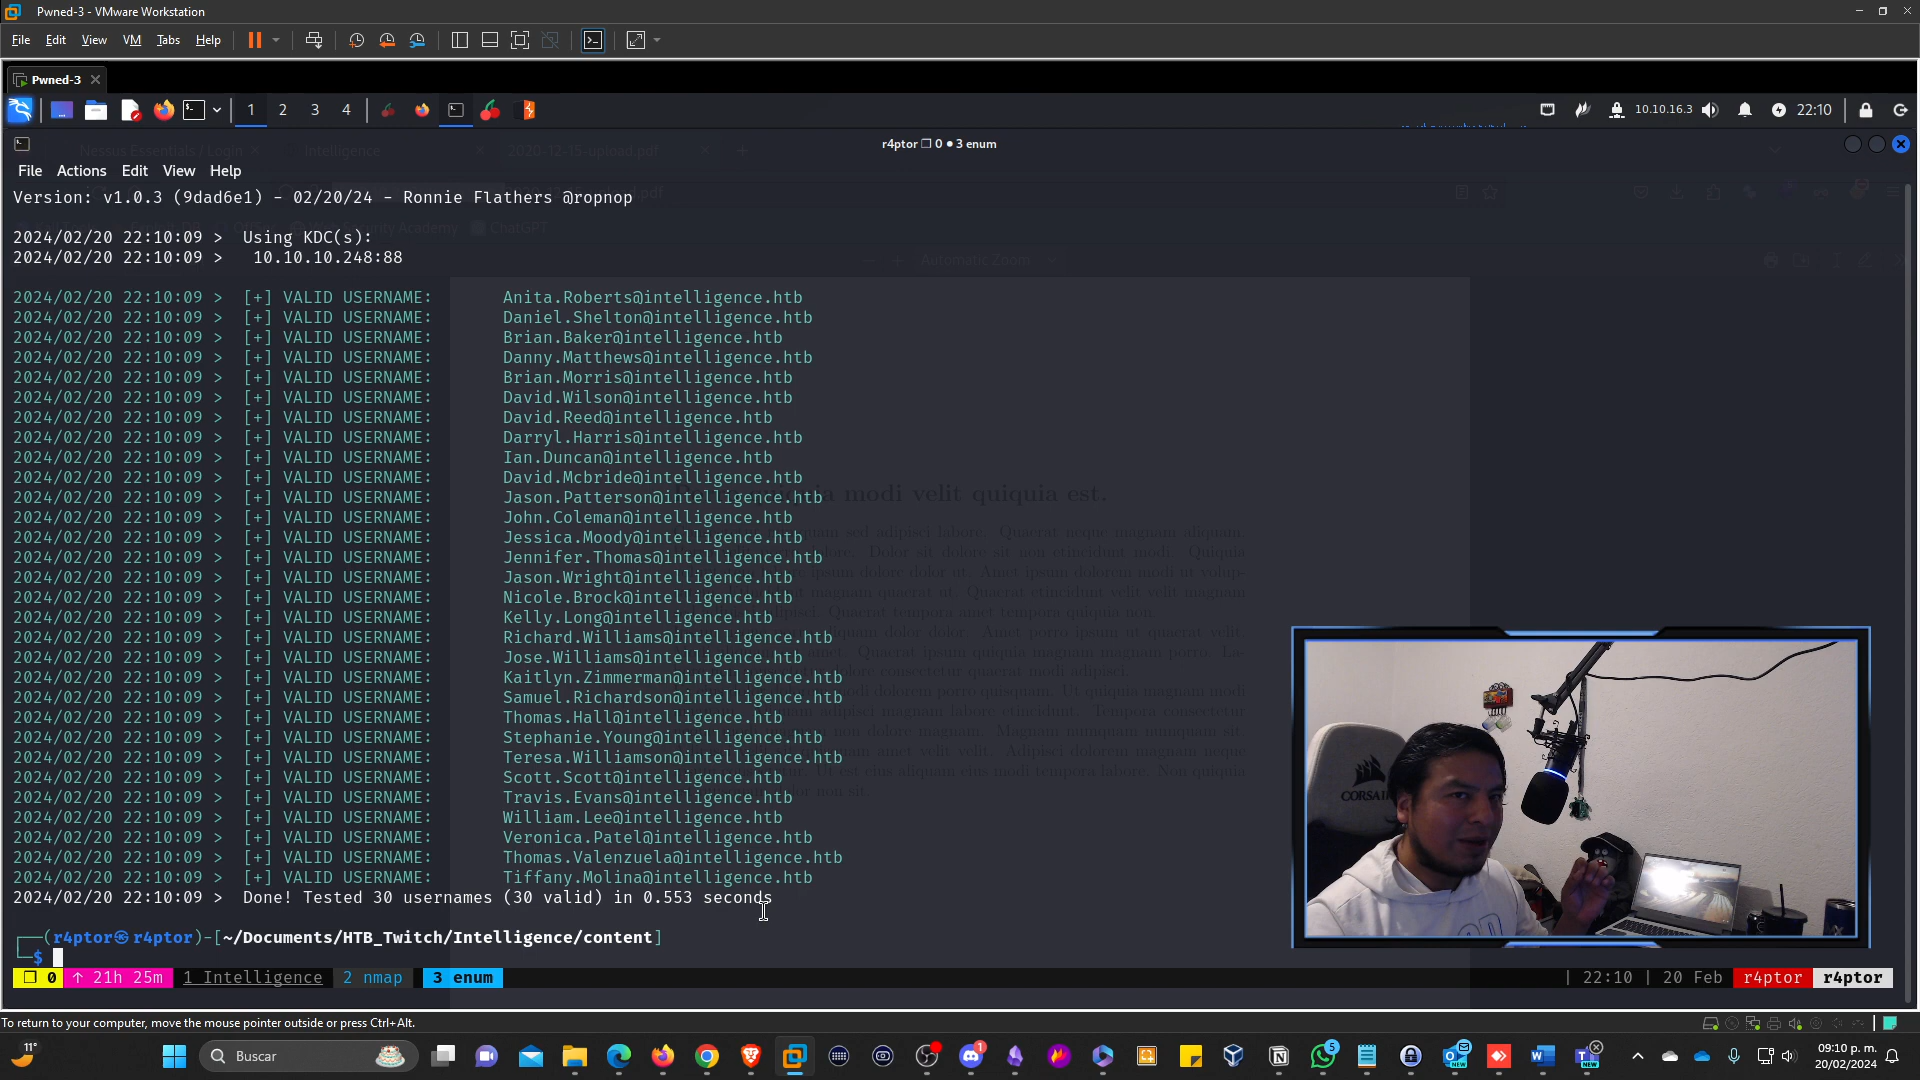 Pwned-3 - VMware Workstation
File Edit View VM Tabs Help
Pwned-3
1 2 3 4 10.10.16.3 22:10
r4ptor ❐ 0 ● 3 enum
Nessus Essentials / Login Intelligence 2020-12-15-upload.pdf
File Actions Edit View Help
Version: v1.0.3 (9dad6e1) - 02/20/24 - Ronnie Flathers @ropnop
Security Academy ChatGPT
2024/02/20 22:10:09 > Using KDC(s):
2024/02/20 22:10:09 > 10.10.10.248:88
Automatic Zoom
2024/02/20 22:10:09 > [+] VALID USERNAME: Anita.Roberts@intelligence.htb
2024/02/20 22:10:09 > [+] VALID USERNAME: Daniel.Shelton@intelligence.htb
2024/02/20 22:10:09 > [+] VALID USERNAME: Brian.Baker@intelligence.htb
2024/02/20 22:10:09 > [+] VALID USERNAME: Danny.Matthews@intelligence.htb
2024/02/20 22:10:09 > [+] VALID USERNAME: Brian.Morris@intelligence.htb
2024/02/20 22:10:09 > [+] VALID USERNAME: David.Wilson@intelligence.htb
2024/02/20 22:10:09 > [+] VALID USERNAME: David.Reed@intelligence.htb
2024/02/20 22:10:09 > [+] VALID USERNAME: Darryl.Harris@intelligence.htb
2024/02/20 22:10:09 > [+] VALID USERNAME: Ian.Duncan@intelligence.htb
2024/02/20 22:10:09 > [+] VALID USERNAME: David.Mcbride@intelligence.htb
2024/02/20 22:10:09 > [+] VALID USERNAME: Jason.Patterson@intelligence.htb
2024/02/20 22:10:09 > [+] VALID USERNAME: John.Coleman@intelligence.htb
2024/02/20 22:10:09 > [+] VALID USERNAME: Jessica.Moody@intelligence.htb
2024/02/20 22:10:09 > [+] VALID USERNAME: Jennifer.Thomas@intelligence.htb
2024/02/20 22:10:09 > [+] VALID USERNAME: Jason.Wright@intelligence.htb
2024/02/20 22:10:09 > [+] VALID USERNAME: Nicole.Brock@intelligence.htb
2024/02/20 22:10:09 > [+] VALID USERNAME: Kelly.Long@intelligence.htb
2024/02/20 22:10:09 > [+] VALID USERNAME: Richard.Williams@intelligence.htb
2024/02/20 22:10:09 > [+] VALID USERNAME: Jose.Williams@intelligence.htb
2024/02/20 22:10:09 > [+] VALID USERNAME: Kaitlyn.Zimmerman@intelligence.htb
2024/02/20 22:10:09 > [+] VALID USERNAME: Samuel.Richardson@intelligence.htb
2024/02/20 22:10:09 > [+] VALID USERNAME: Thomas.Hall@intelligence.htb
2024/02/20 22:10:09 > [+] VALID USERNAME: Stephanie.Young@intelligence.htb
2024/02/20 22:10:09 > [+] VALID USERNAME: Teresa.Williamson@intelligence.htb
2024/02/20 22:10:09 > [+] VALID USERNAME: Scott.Scott@intelligence.htb
2024/02/20 22:10:09 > [+] VALID USERNAME: Travis.Evans@intelligence.htb
2024/02/20 22:10:09 > [+] VALID USERNAME: William.Lee@intelligence.htb
2024/02/20 22:10:09 > [+] VALID USERNAME: Veronica.Patel@intelligence.htb
2024/02/20 22:10:09 > [+] VALID USERNAME: Thomas.Valenzuela@intelligence.htb
2024/02/20 22:10:09 > [+] VALID USERNAME: Tiffany.Molina@intelligence.htb
2024/02/20 22:10:09 > Done! Tested 30 usernames (30 valid) in 0.553 seconds
modi velit quiquia est.
CORSAIR
┌──(r4ptor㉿r4ptor)-[~/Documents/HTB_Twitch/Intelligence/content]
└─$
❐ 0 ↑ 21h 25m 1 Intelligence 2 nmap 3 enum | 22:10 | 20 Feb r4ptor r4ptor
To return to your computer, move the mouse pointer outside or press Ctrl+Alt.
11° Buscar 1 5 NEW NEW 09:10 p. m.
20/02/2024